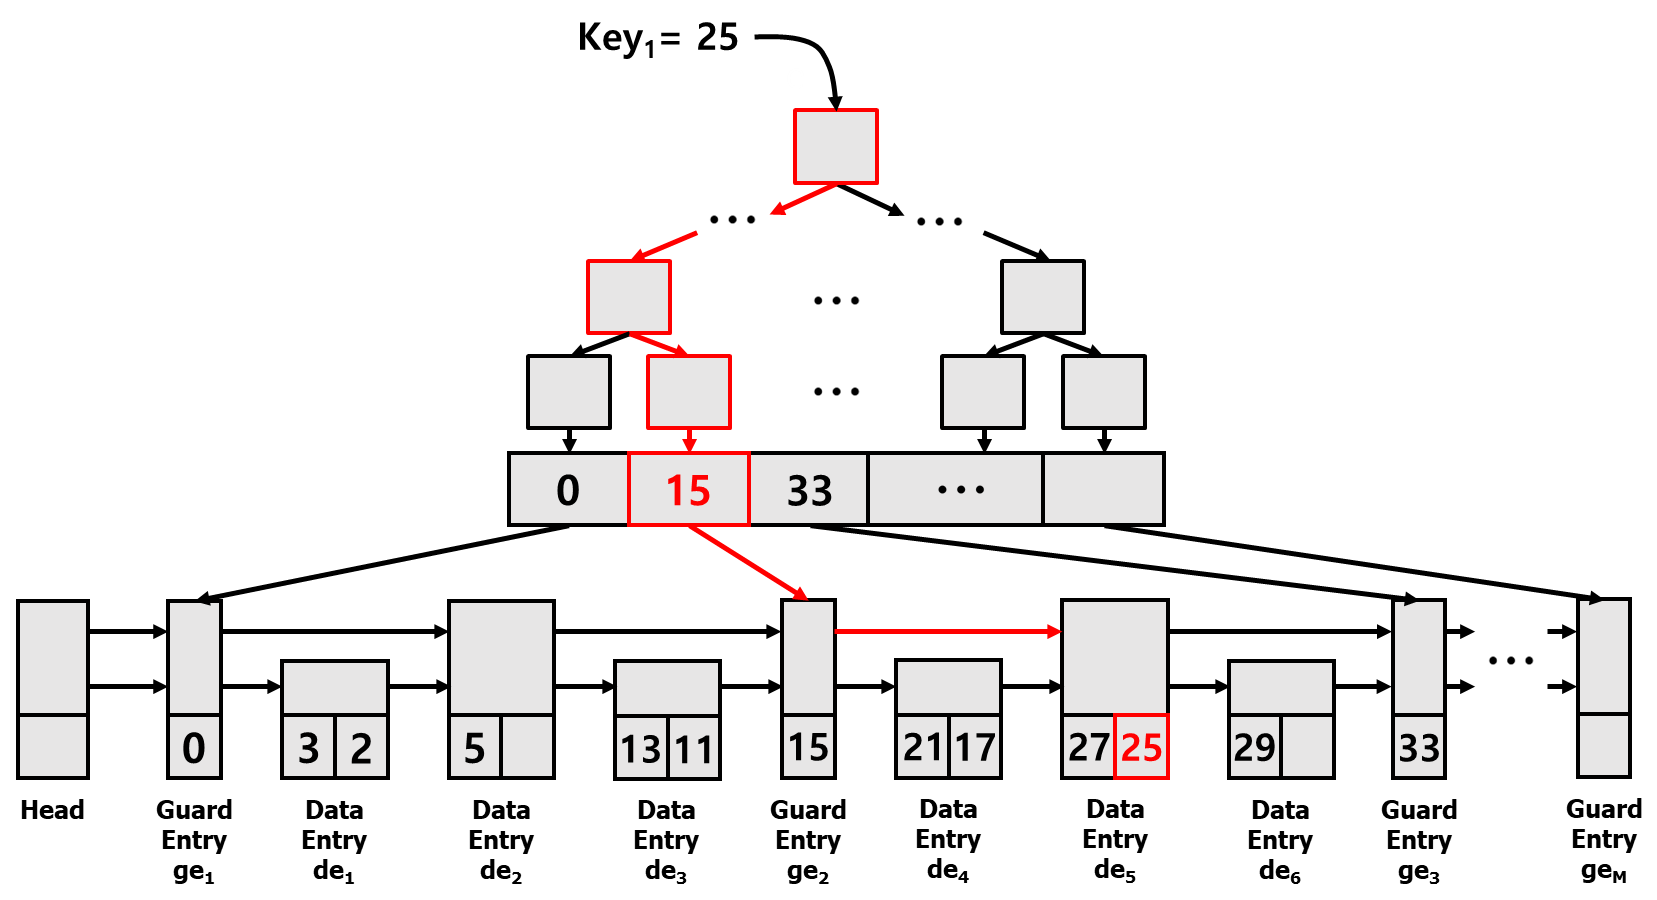 Key₁= 25
... ...
...
...
0 15 33 ...
...
0 3 2 5 13 11 15 21 17 27 25 29 33
Head
Guard Entry ge₁
Data Entry de₁
Data Entry de₂
Data Entry de₃
Guard Entry ge₂
Data Entry de₄
Data Entry de₅
Data Entry de₆
Guard Entry ge₃
Guard Entry ge_M